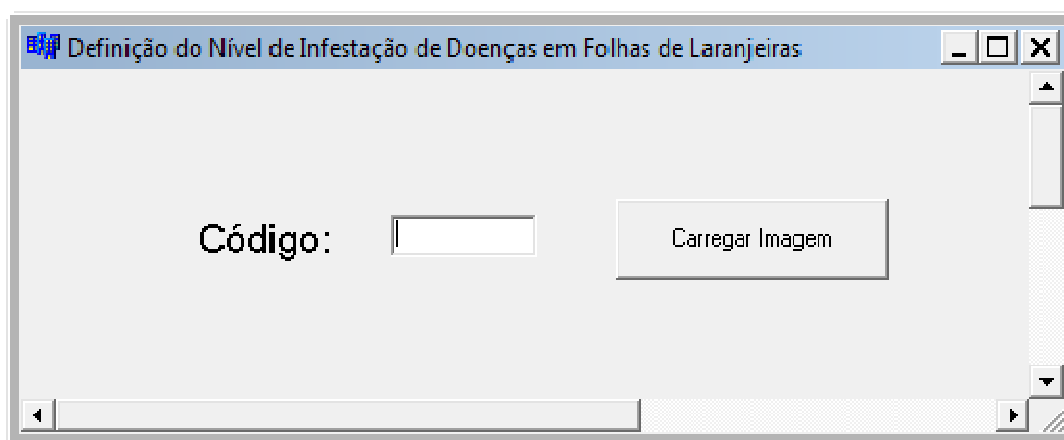 Definição do Nível de Infestação de Doenças em Folhas de Laranjeiras
Código:
Carregar Imagem